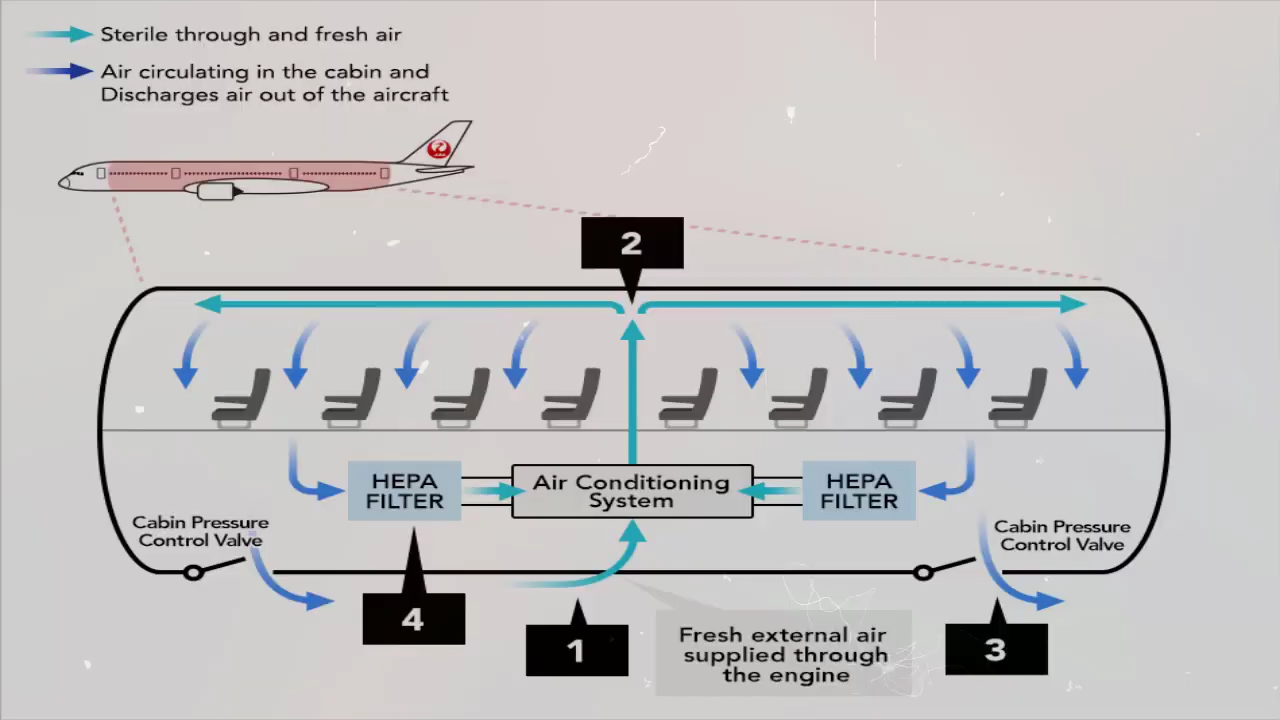 Sterile through and fresh air
Air circulating in the cabin and
Discharges air out of the aircraft
2
HEPA
FILTER
Air Conditioning
System
HEPA
FILTER
Cabin Pressure
Control Valve
Cabin Pressure
Control Valve
4
1
Fresh external air
supplied through
the engine
3